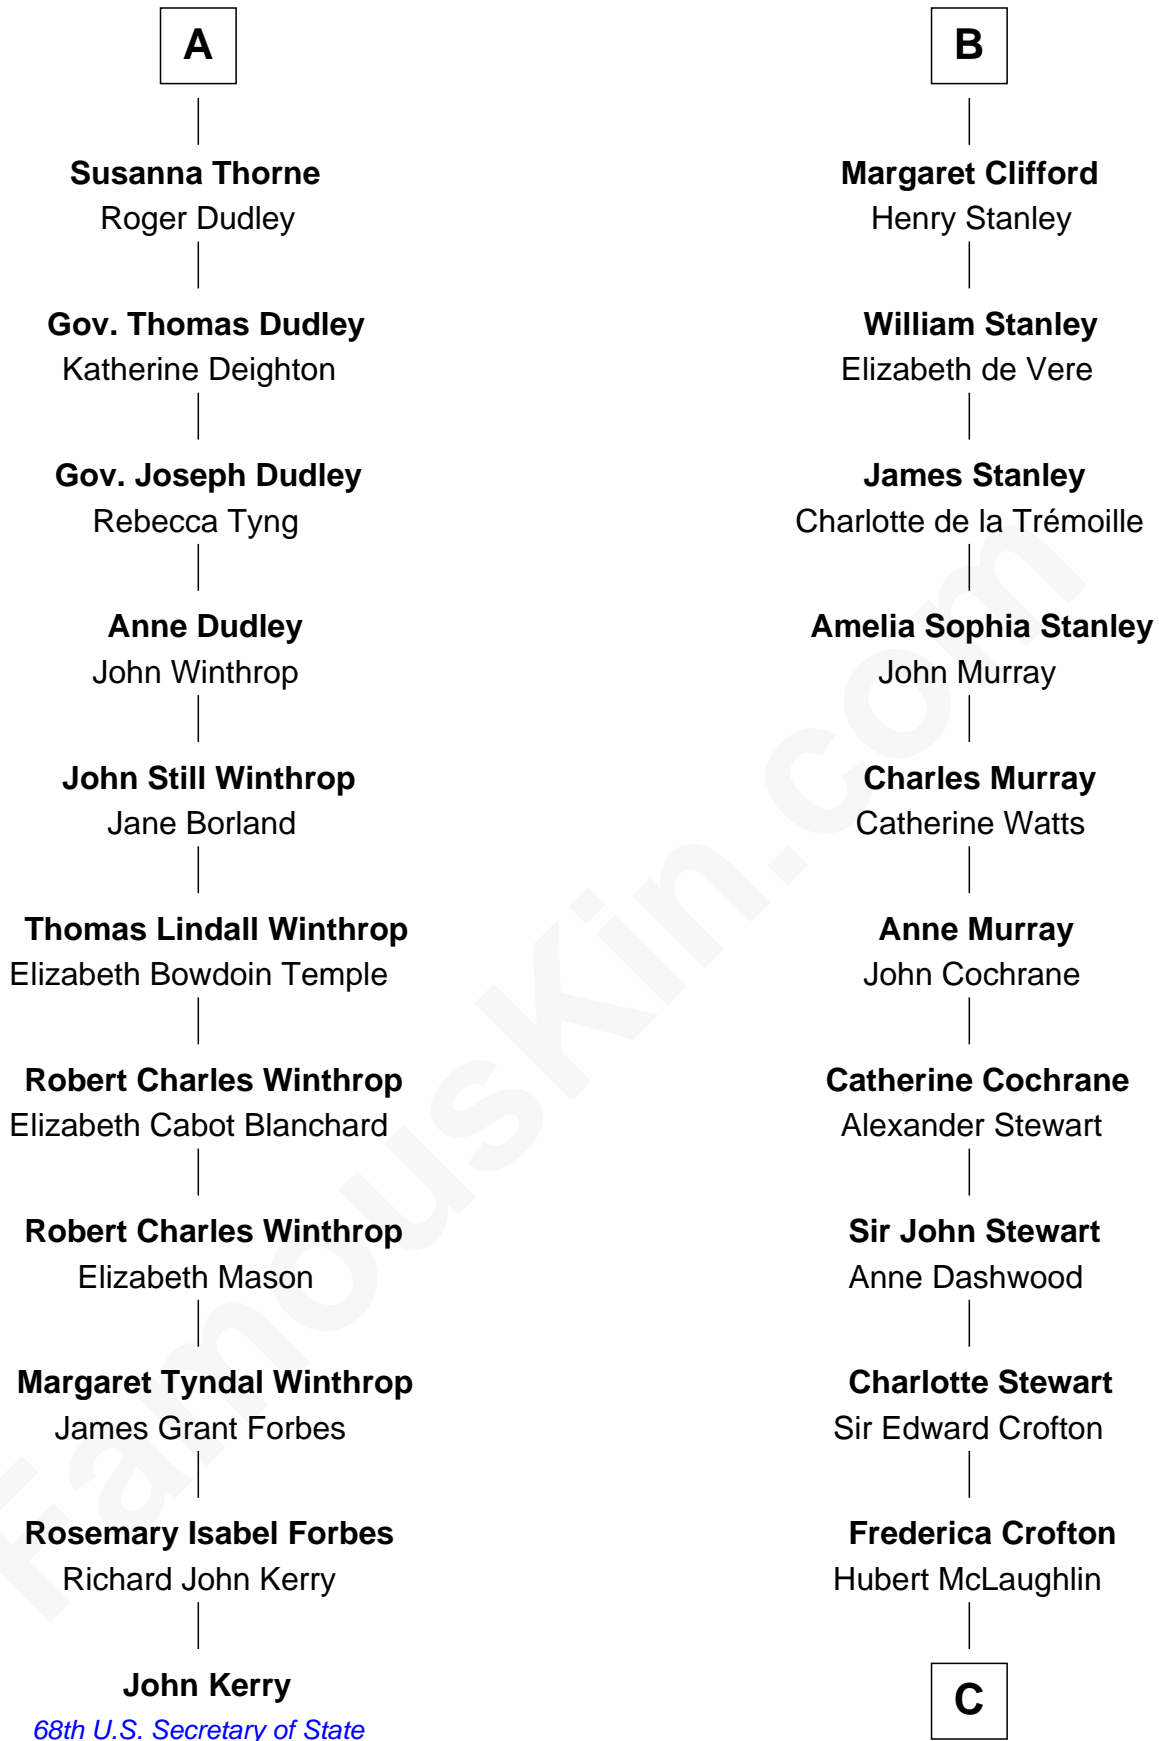 A
Susanna Thorne
Roger Dudley
Gov. Thomas Dudley
Katherine Deighton
Gov. Joseph Dudley
Rebecca Tyng
Anne Dudley
John Winthrop
John Still Winthrop
Jane Borland
Thomas Lindall Winthrop
Elizabeth Bowdoin Temple
Robert Charles Winthrop
Elizabeth Cabot Blanchard
Robert Charles Winthrop
Elizabeth Mason
Margaret Tyndal Winthrop
James Grant Forbes
Rosemary Isabel Forbes
Richard John Kerry
John Kerry
68th U.S. Secretary of State
B
Margaret Clifford
Henry Stanley
William Stanley
Elizabeth de Vere
James Stanley
Charlotte de la Trémoille
Amelia Sophia Stanley
John Murray
Charles Murray
Catherine Watts
Anne Murray
John Cochrane
Catherine Cochrane
Alexander Stewart
Sir John Stewart
Anne Dashwood
Charlotte Stewart
Sir Edward Crofton
Frederica Crofton
Hubert McLaughlin
C
FamousKin.com